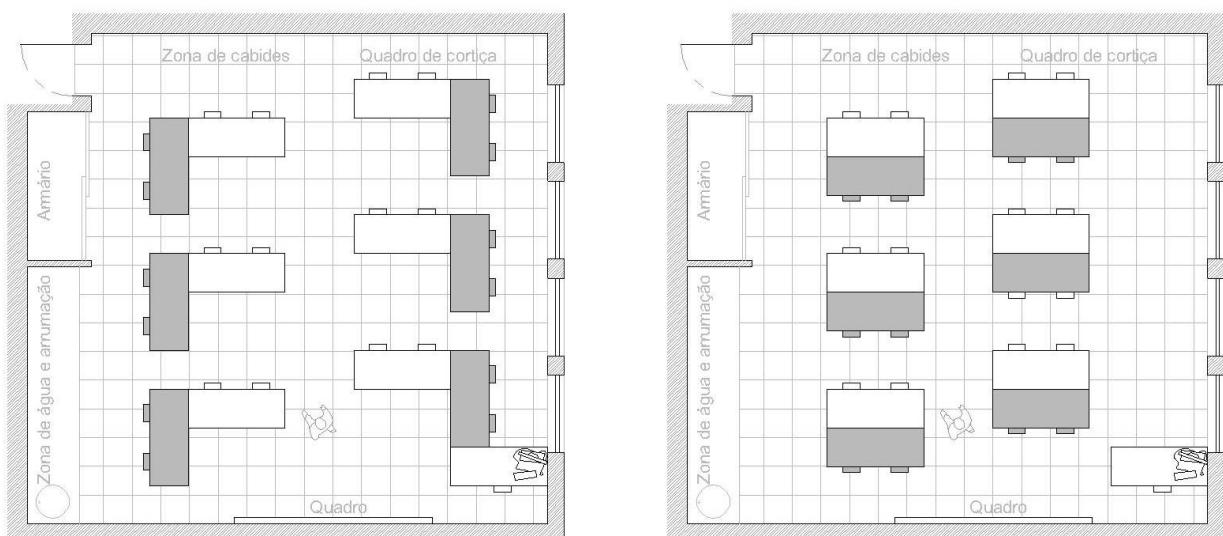 Zona de cabides
Quadro de cortiça
Armário
Zona de água e arrumação
Quadro
Zona de cabides
Quadro de cortiça
Armário
Zona de água e arrumação
Quadro